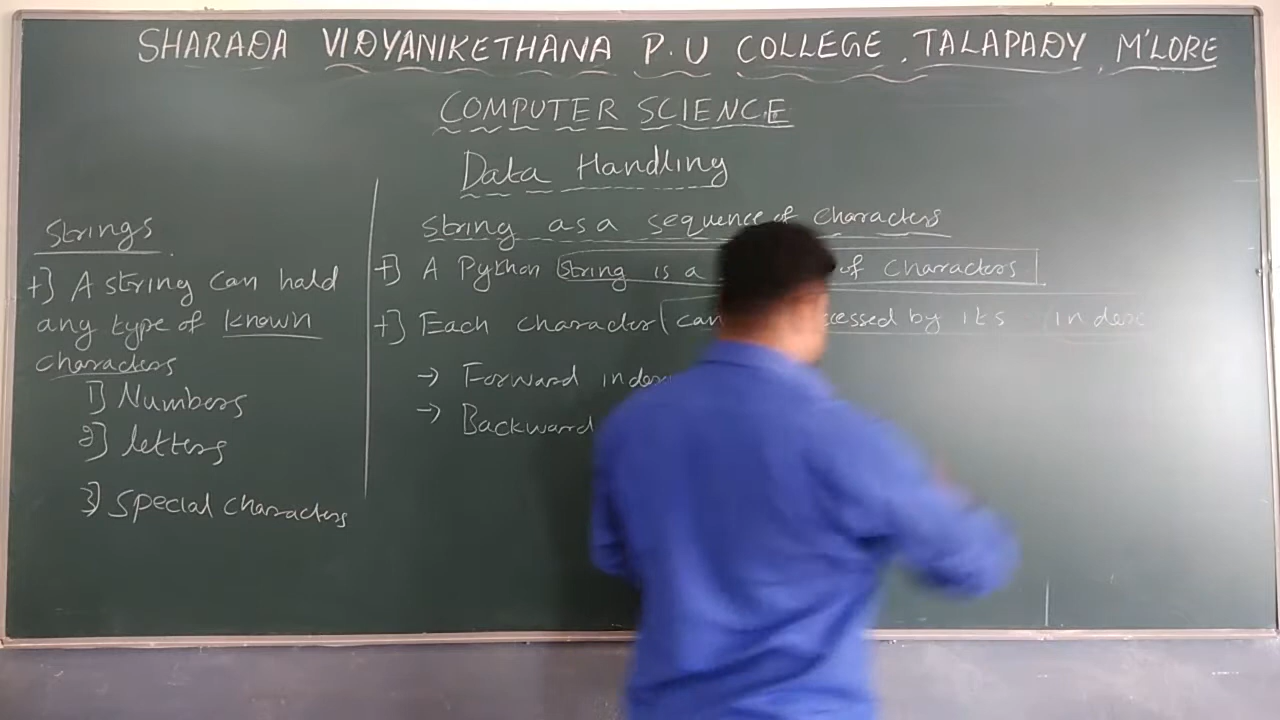 SHARADA VIDYANIKETHANA P.U COLLEGE, TALAPADY, M'LORE
COMPUTER SCIENCE
Data Handling
Strings
+] A string can hold
any type of known
characters
1] Numbers
2] letters
3] Special characters
String as a sequence of characters
+] A Python string is a of characters
+] Each character can by its index
→ Forward
→ Backward